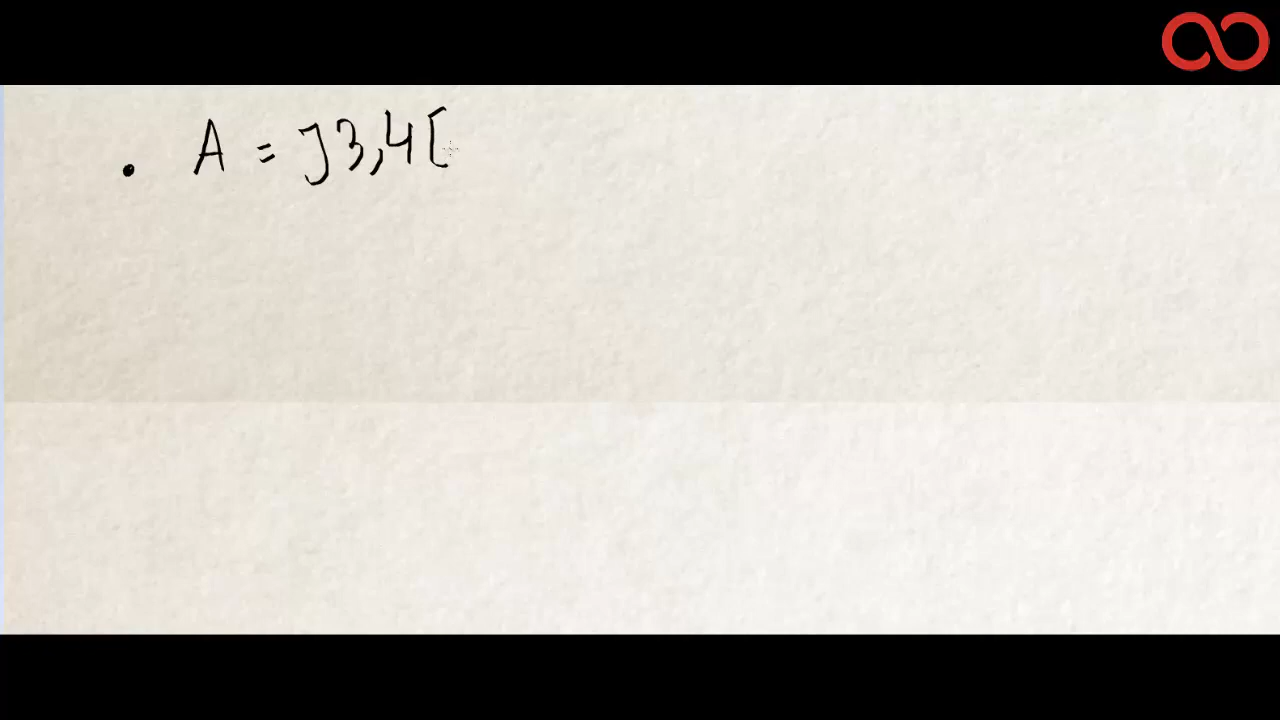 . A = ]3,4[